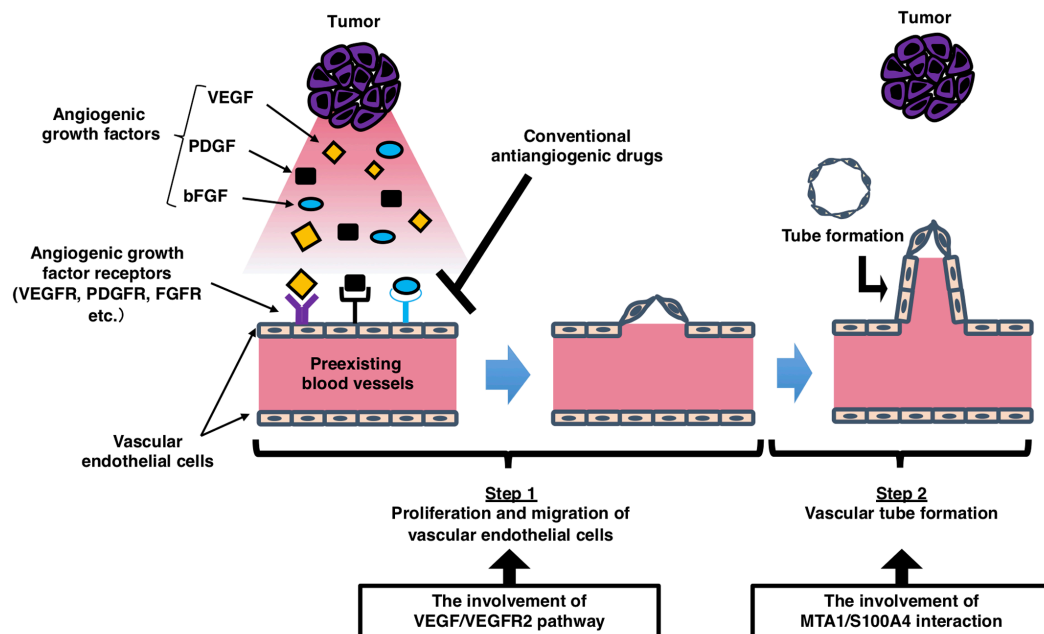 Tumor
VEGF
Angiogenic
growth factors
PDGF
bFGF
Conventional
antiangiogenic drugs
Angiogenic growth
factor receptors
(VEGFR, PDGFR, FGFR
etc.)
Preexisting
blood vessels
Vascular
endothelial cells
Tumor
Tube formation
Step 1
Proliferation and migration of
vascular endothelial cells
Step 2
Vascular tube formation
The involvement of
VEGF/VEGFR2 pathway
The involvement of
MTA1/S100A4 interaction